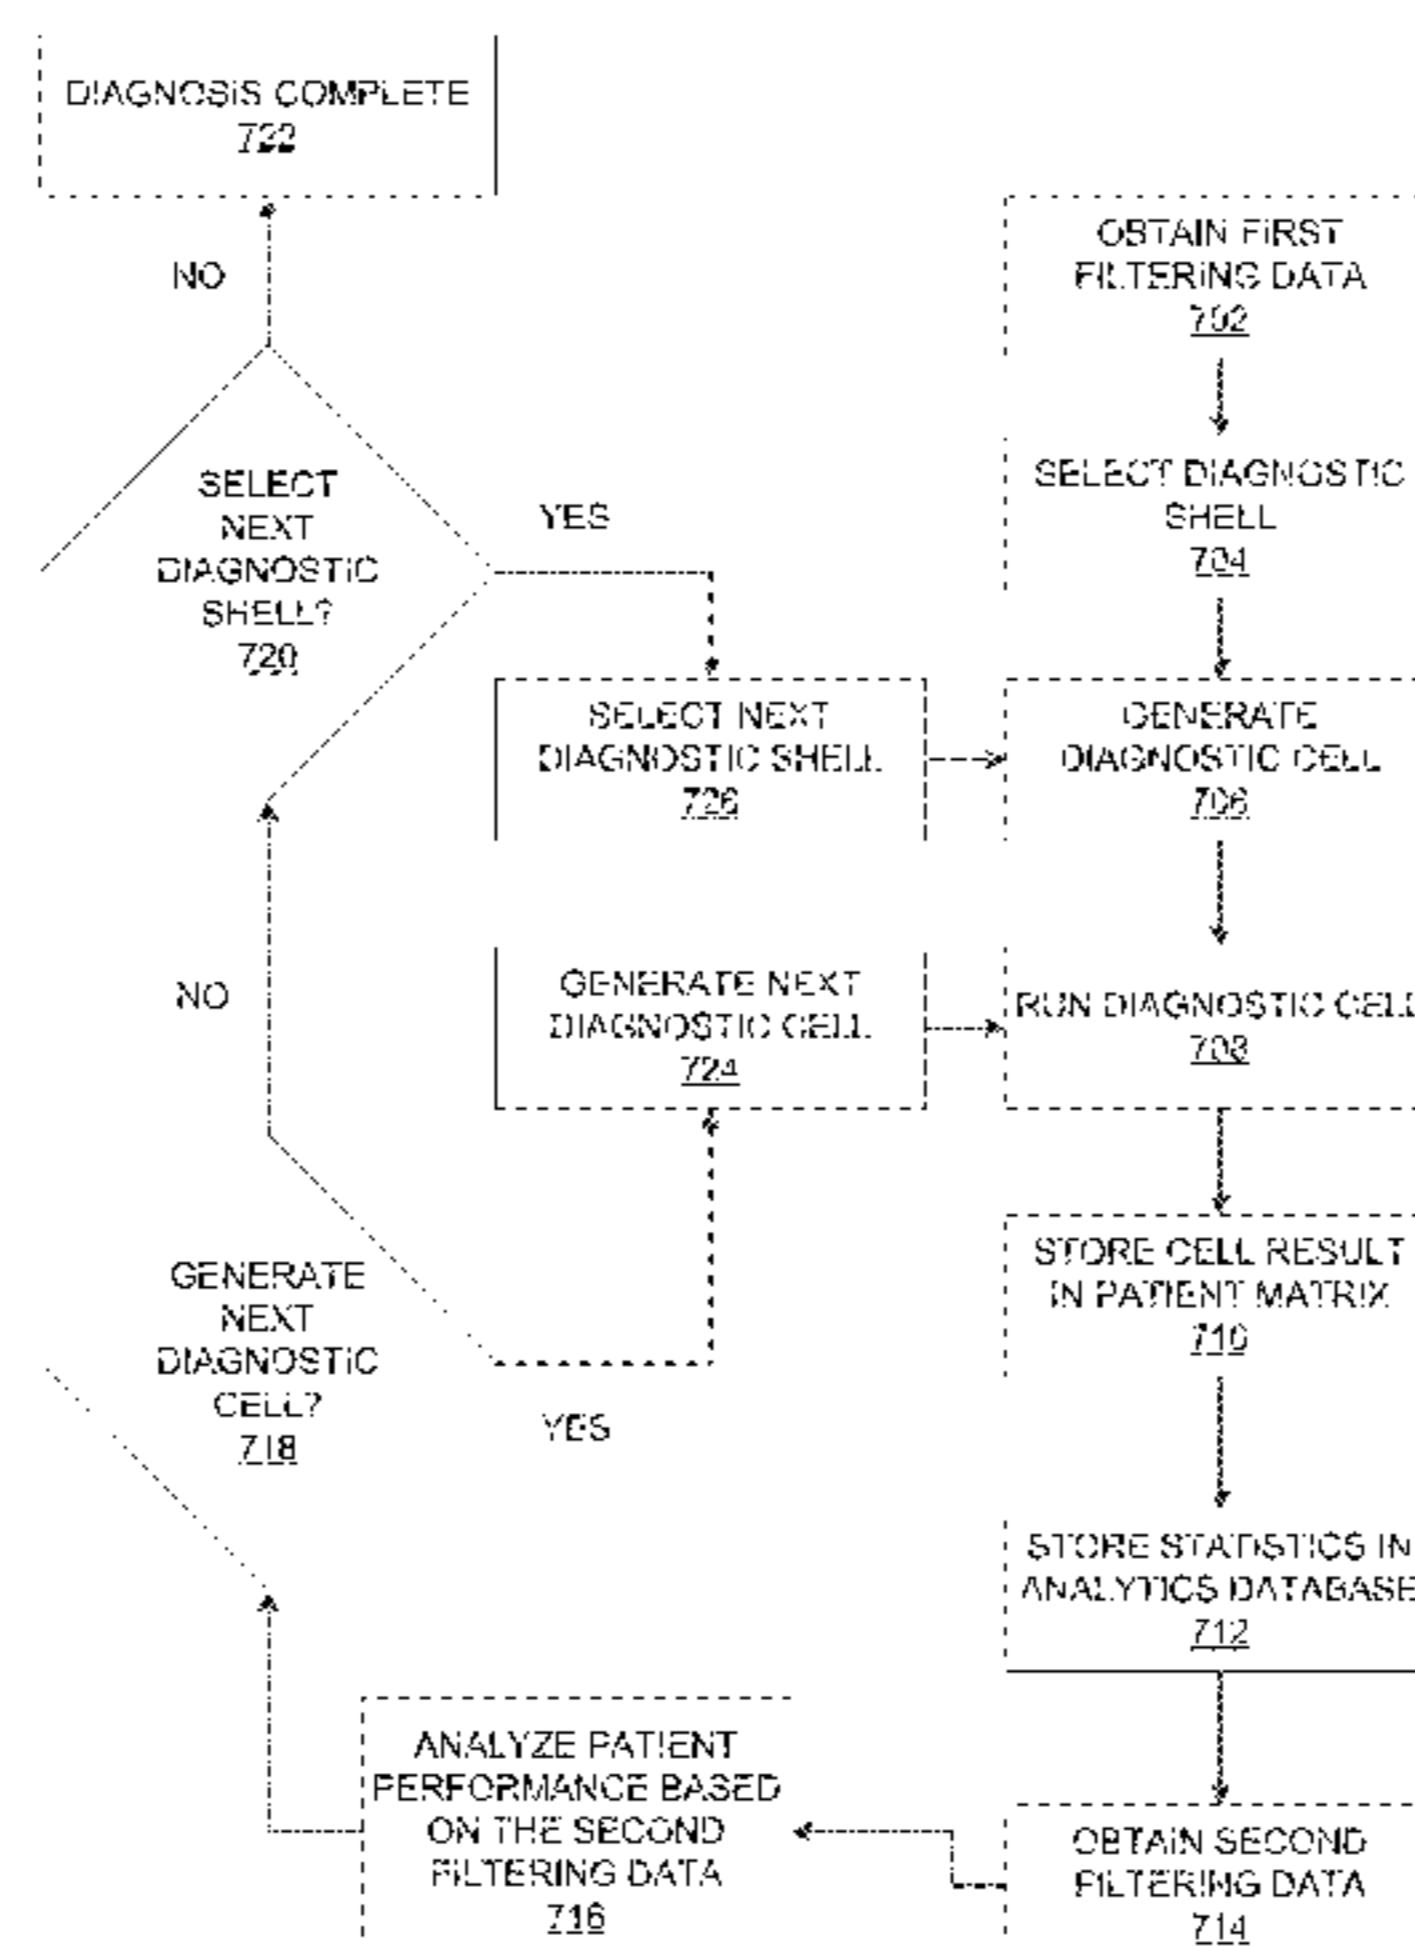 DIAGNOSIS COMPLETE
722
NO
SELECT
NEXT
DIAGNOSTIC
SHELL?
720
YES
OBTAIN FIRST
FILTERING DATA
702
SELECT DIAGNOSTIC
SHELL
704
SELECT NEXT
DIAGNOSTIC SHELL
726
GENERATE
DIAGNOSTIC CELL
706
NO
GENERATE NEXT
DIAGNOSTIC CELL
724
RUN DIAGNOSTIC CELL
708
GENERATE
NEXT
DIAGNOSTIC
CELL?
718
YES
STORE CELL RESULT
IN PATIENT MATRIX
710
STORE STATISTICS IN
ANALYTICS DATABASE
712
ANALYZE PATIENT
PERFORMANCE BASED
ON THE SECOND
FILTERING DATA
716
OBTAIN SECOND
FILTERING DATA
714